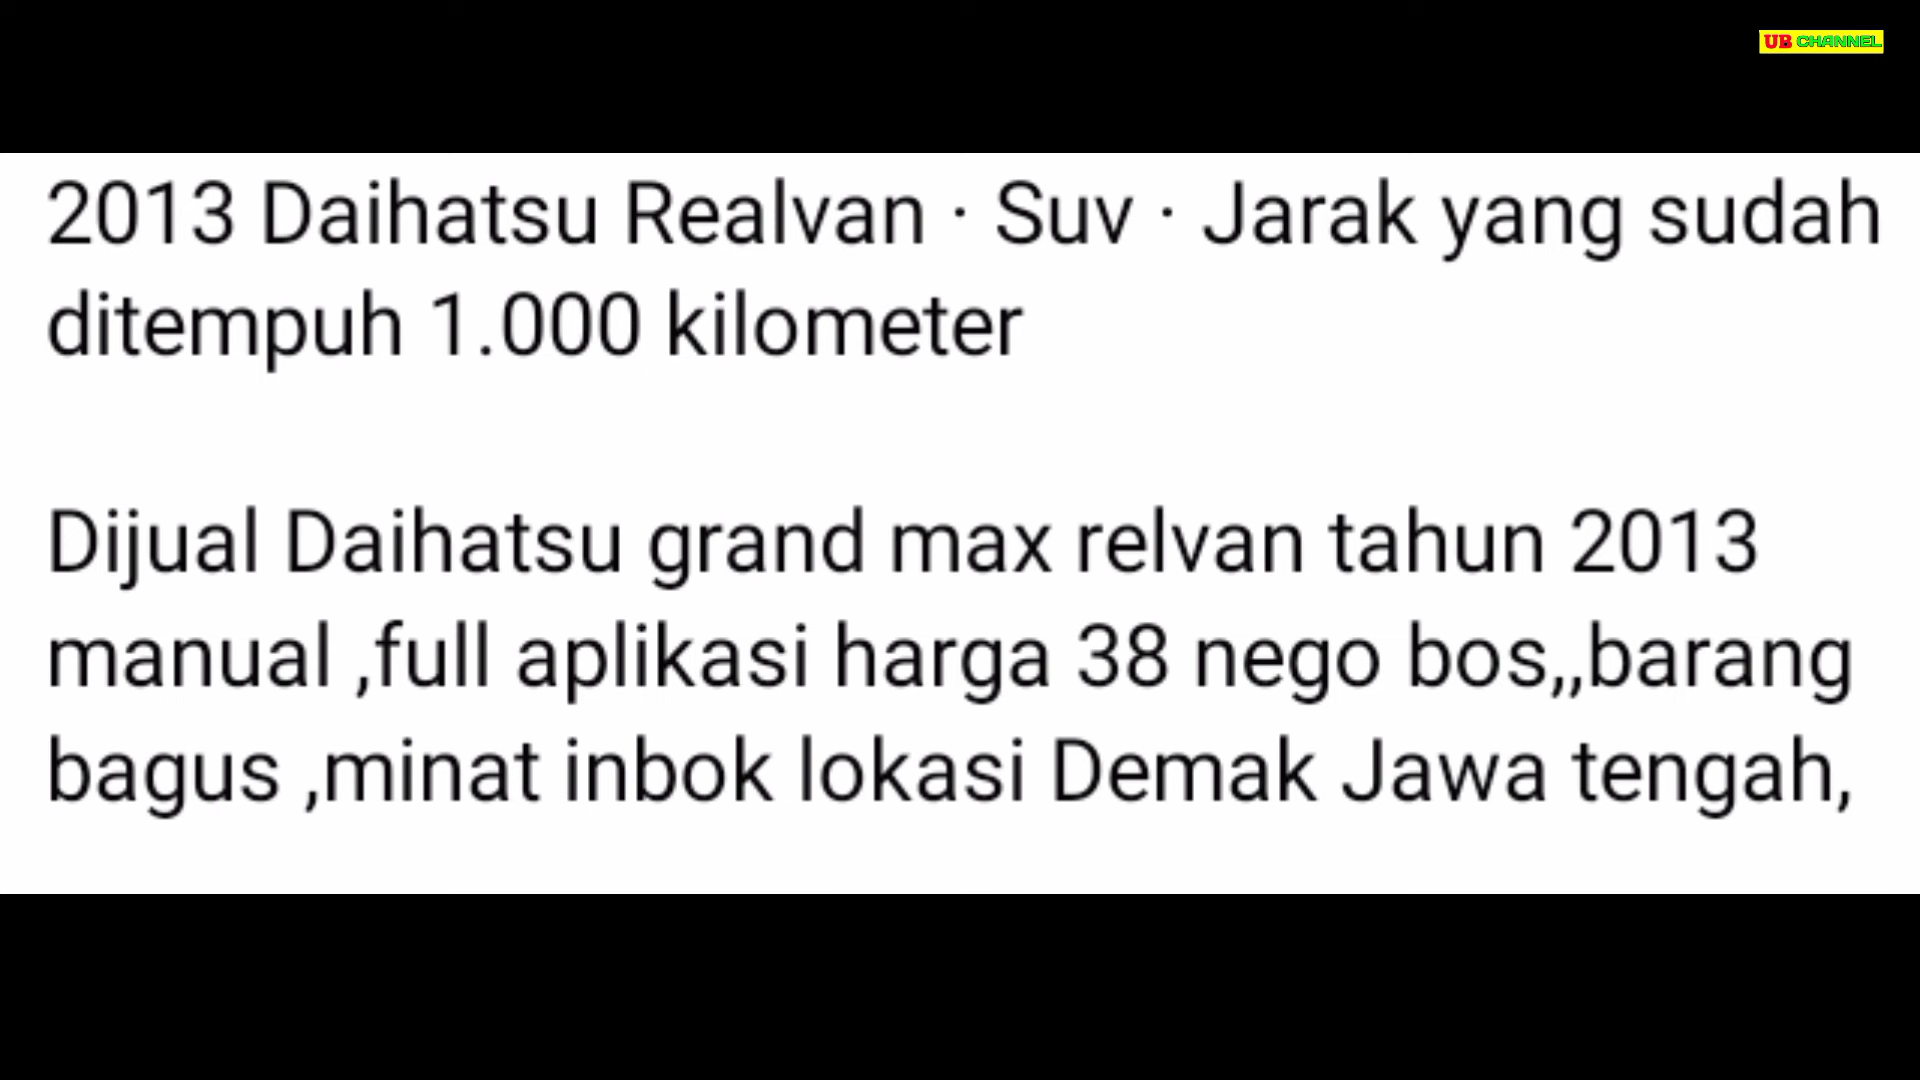 UB CHANNEL
2013 Daihatsu Realvan · Suv · Jarak yang sudah
ditempuh 1.000 kilometer
Dijual Daihatsu grand max relvan tahun 2013
manual ,full aplikasi harga 38 nego bos,,barang
bagus ,minat inbok lokasi Demak Jawa tengah,